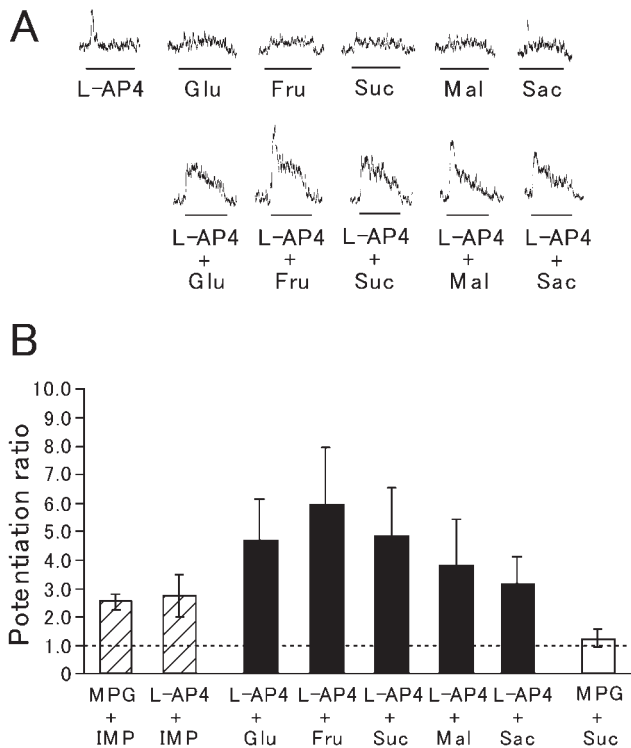 A
L-AP4 Glu Fru Suc Mal Sac
L-AP4 L-AP4 L-AP4 L-AP4 L-AP4
+ + + + +
Glu Fru Suc Mal Sac
B
Potentiation ratio
10.0
9.0
8.0
7.0
6.0
5.0
4.0
3.0
2.0
1.0
0
MPG L-AP4 L-AP4 L-AP4 L-AP4 L-AP4 L-AP4 MPG
+ + + + + + + +
IMP IMP Glu Fru Suc Mal Sac Suc